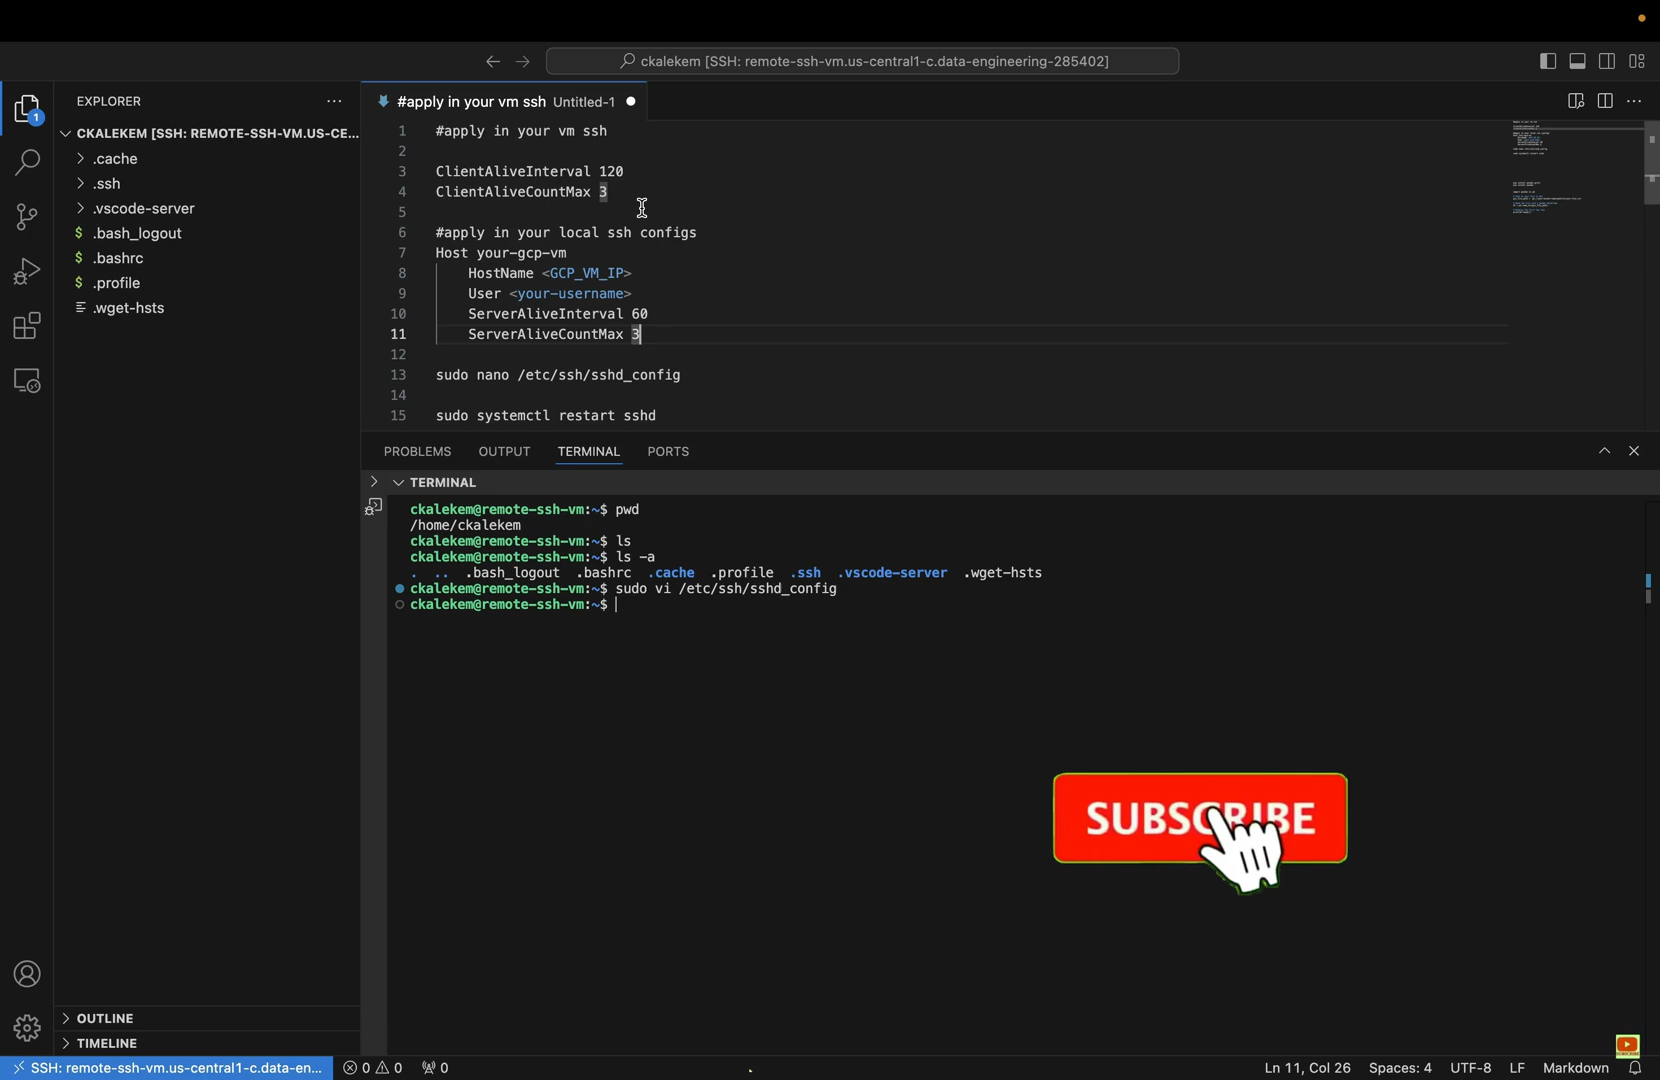 ckalekem [SSH: remote-ssh-vm.us-central1-c.data-engineering-285402]
EXPLORER
#apply in your vm ssh Untitled-1
CKALEKEM [SSH: REMOTE-SSH-VM.US-CE...
.cache
.ssh
.vscode-server
$ .bash_logout
$ .bashrc
$ .profile
.wget-hsts
1
1 #apply in your vm ssh
2
3 ClientAliveInterval 120
4 ClientAliveCountMax 3
5
6 #apply in your local ssh configs
7 Host your-gcp-vm
8 HostName <GCP_VM_IP>
9 User <your-username>
10 ServerAliveInterval 60
11 ServerAliveCountMax 3
12
13 sudo nano /etc/ssh/sshd_config
14
15 sudo systemctl restart sshd
PROBLEMS OUTPUT TERMINAL PORTS
TERMINAL
ckalekem@remote-ssh-vm:~$ pwd
/home/ckalekem
ckalekem@remote-ssh-vm:~$ ls
ckalekem@remote-ssh-vm:~$ ls -a
. .. .bash_logout .bashrc .cache .profile .ssh .vscode-server .wget-hsts
ckalekem@remote-ssh-vm:~$ sudo vi /etc/ssh/sshd_config
ckalekem@remote-ssh-vm:~$
SUBSCRIBE
OUTLINE
TIMELINE
SSH: remote-ssh-vm.us-central1-c.data-en... 0 0 0 Ln 11, Col 26 Spaces: 4 UTF-8 LF Markdown